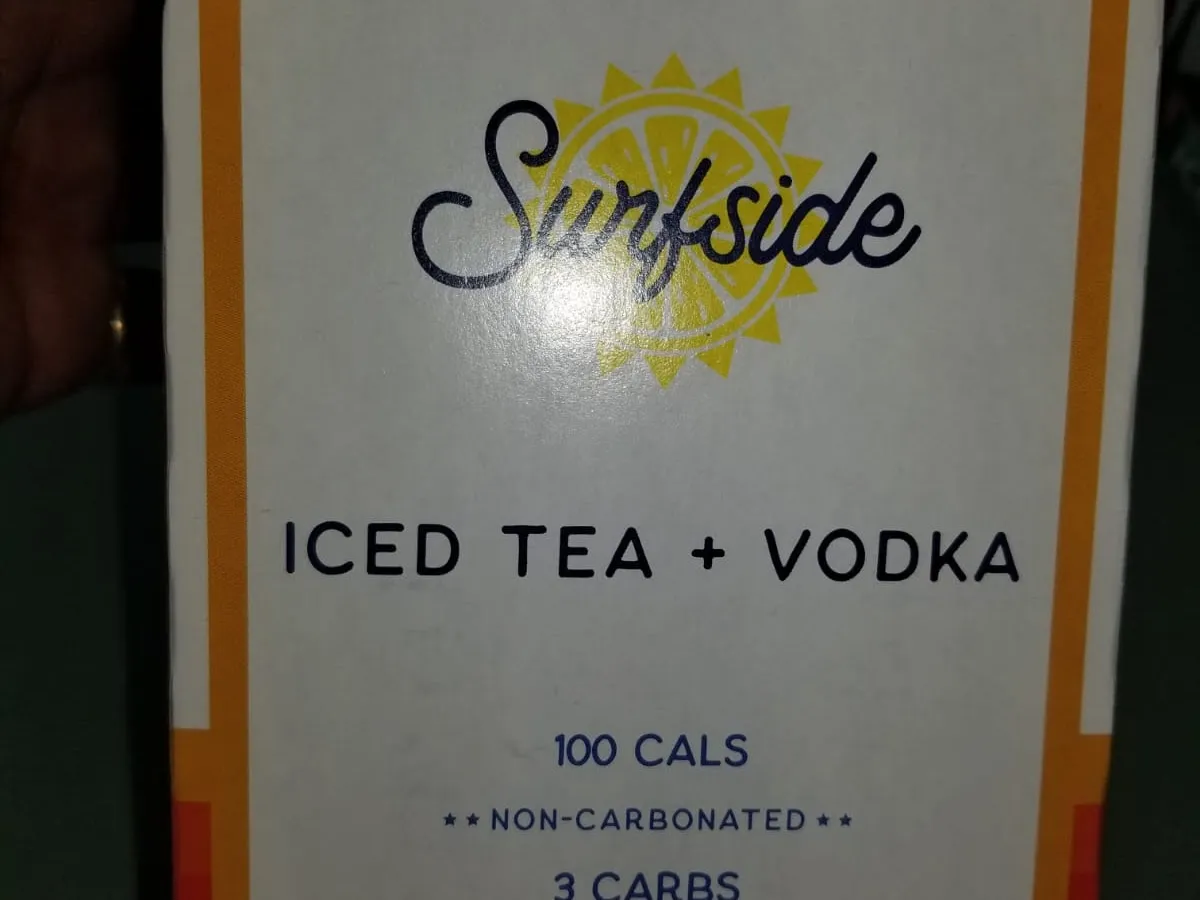 Surfside
ICED TEA + VODKA
100 CALS
★★ NON-CARBONATED ★★
3 CARBS